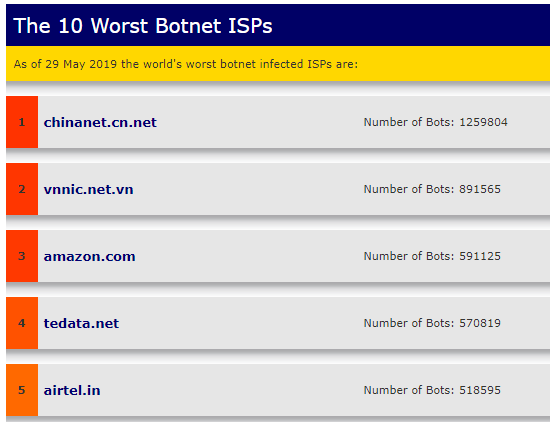 The 10 Worst Botnet ISPs
As of 29 May 2019 the world's worst botnet infected ISPs are:
1 chinanet.cn.net Number of Bots: 1259804
2 vnnic.net.vn Number of Bots: 891565
3 amazon.com Number of Bots: 591125
4 tedata.net Number of Bots: 570819
5 airtel.in Number of Bots: 518595